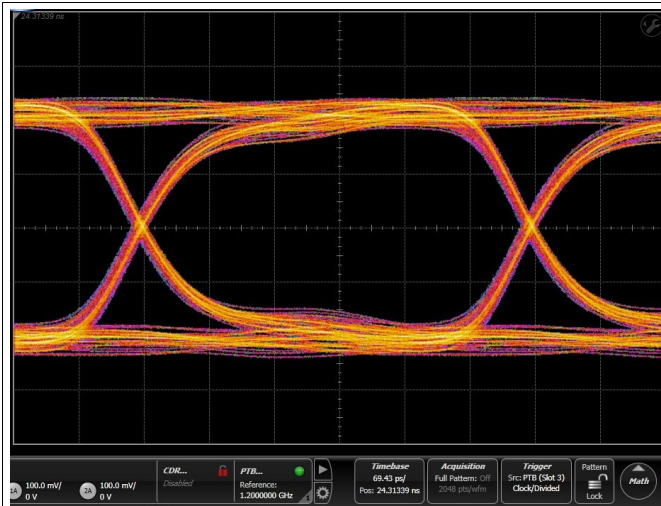 24.31339 ns
CDR...
Disabled
PTB...
Reference:
1.2000000 GHz
1
1A
100.0 mV/
0 V
2A
100.0 mV/
0 V
Timebase
69.43 ps/
Pos: 24.31339 ns
Acquisition
Full Pattern: Off
2048 pts/wfm
Trigger
Src: PTB (Slot 3)
Clock/Divided
Pattern
Lock
Math